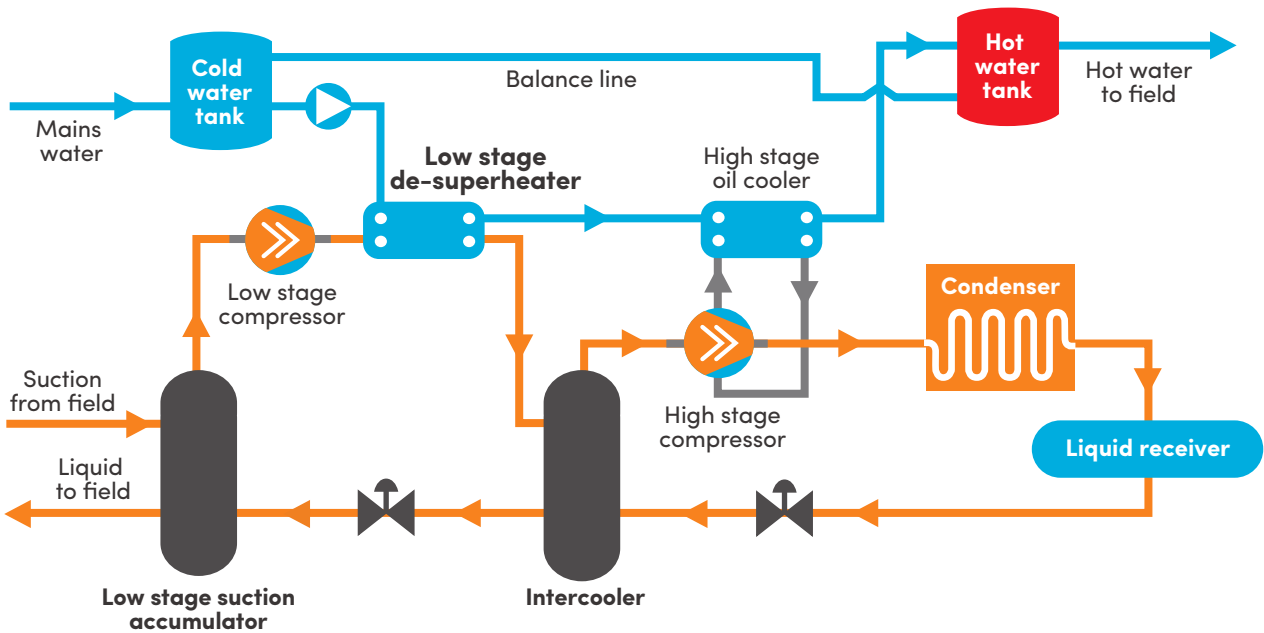 Cold
water
tank
Hot
water
tank
Balance line
Hot water
to field
Mains
water
Low stage
de-superheater
High stage
oil cooler
Low stage
compressor
Condenser
Suction
from field
High stage
compressor
Liquid receiver
Liquid
to field
Low stage suction
accumulator
Intercooler